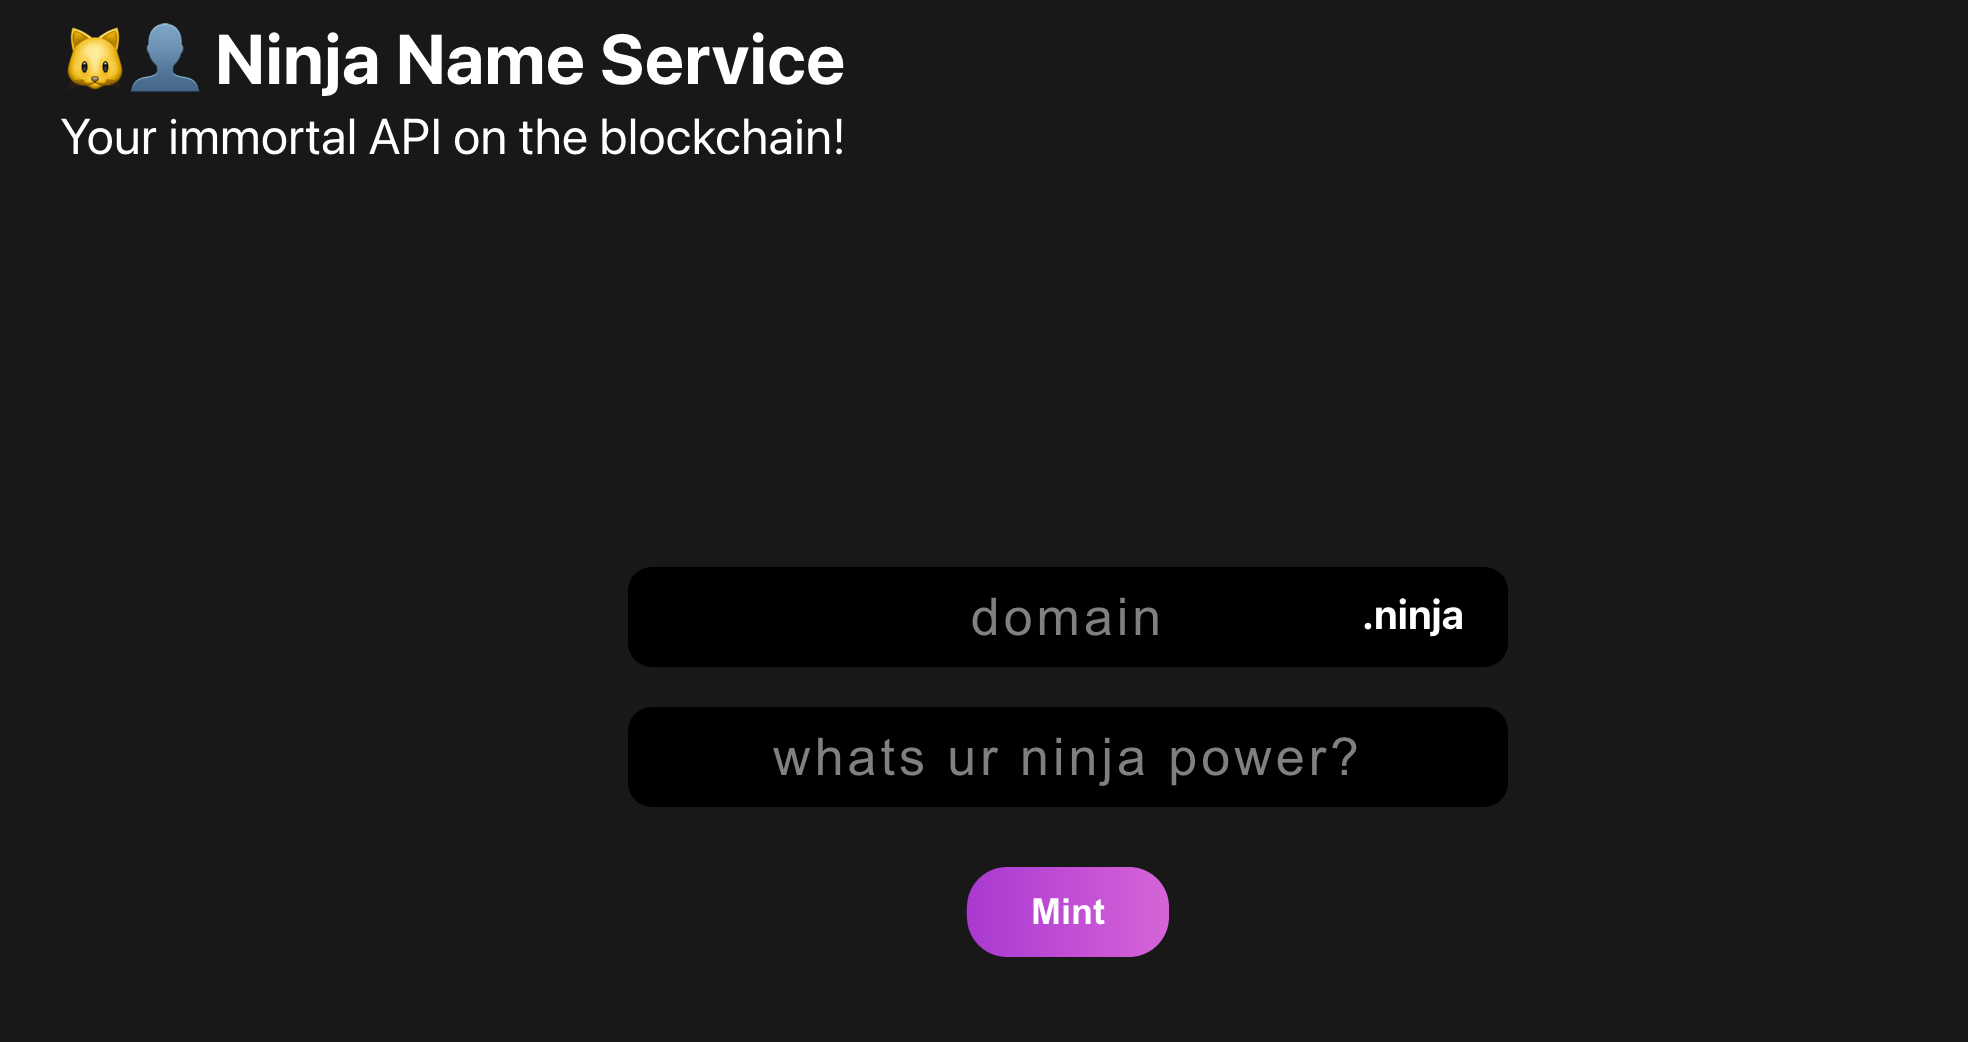 🐱👤 Ninja Name Service
Your immortal API on the blockchain!
domain .ninja
whats ur ninja power?
Mint